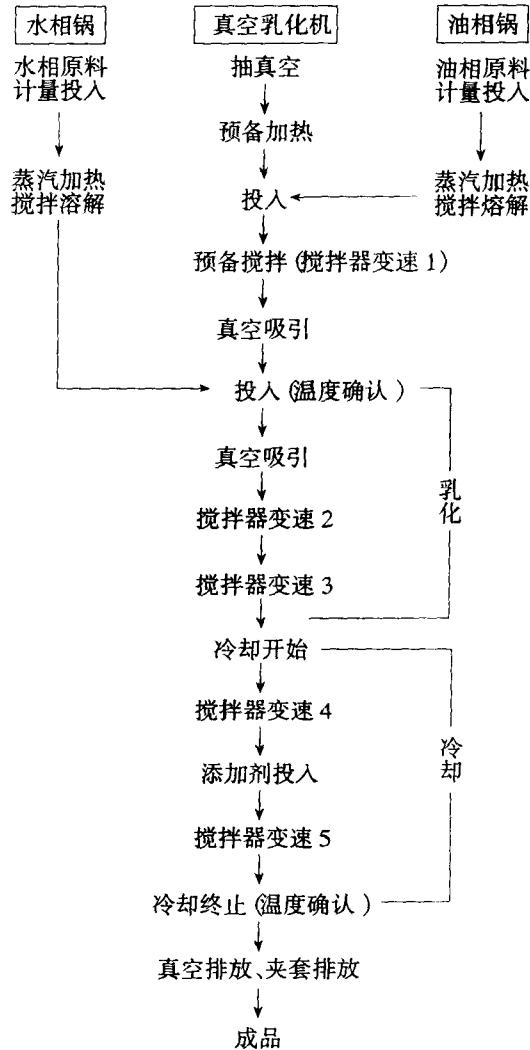 水相锅
真空乳化机
油相锅
水相原料
计量投入
抽真空
油相原料
计量投入
预备加热
蒸汽加热
搅拌溶解
投入
蒸汽加热
搅拌熔解
预备搅拌(搅拌器变速1)
真空吸引
投入(温度确认)
真空吸引
乳化
搅拌器变速2
搅拌器变速3
冷却开始
搅拌器变速4
冷却
添加剂投入
搅拌器变速5
冷却终止(温度确认)
真空排放、夹套排放
成品